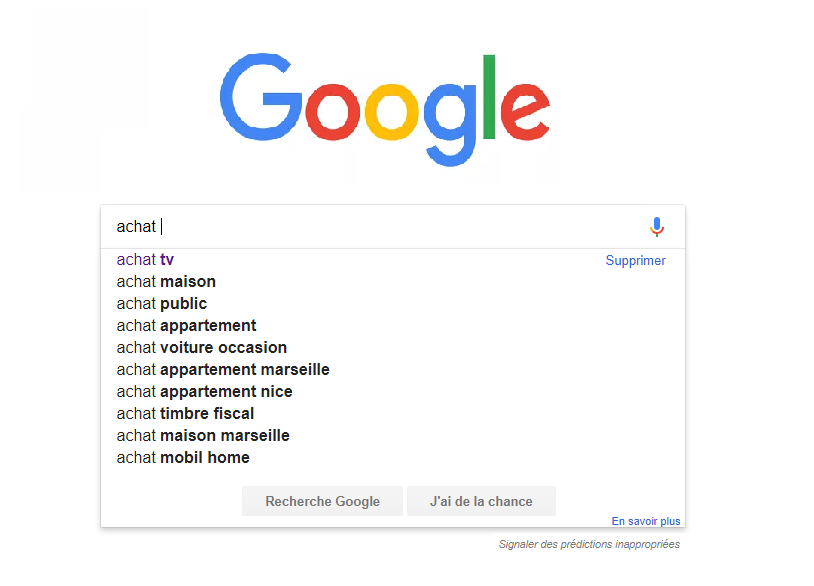 Google
achat
achat tv Supprimer
achat maison
achat public
achat appartement
achat voiture occasion
achat appartement marseille
achat appartement nice
achat timbre fiscal
achat maison marseille
achat mobil home
Recherche Google J'ai de la chance
En savoir plus
Signaler des prédictions inappropriées